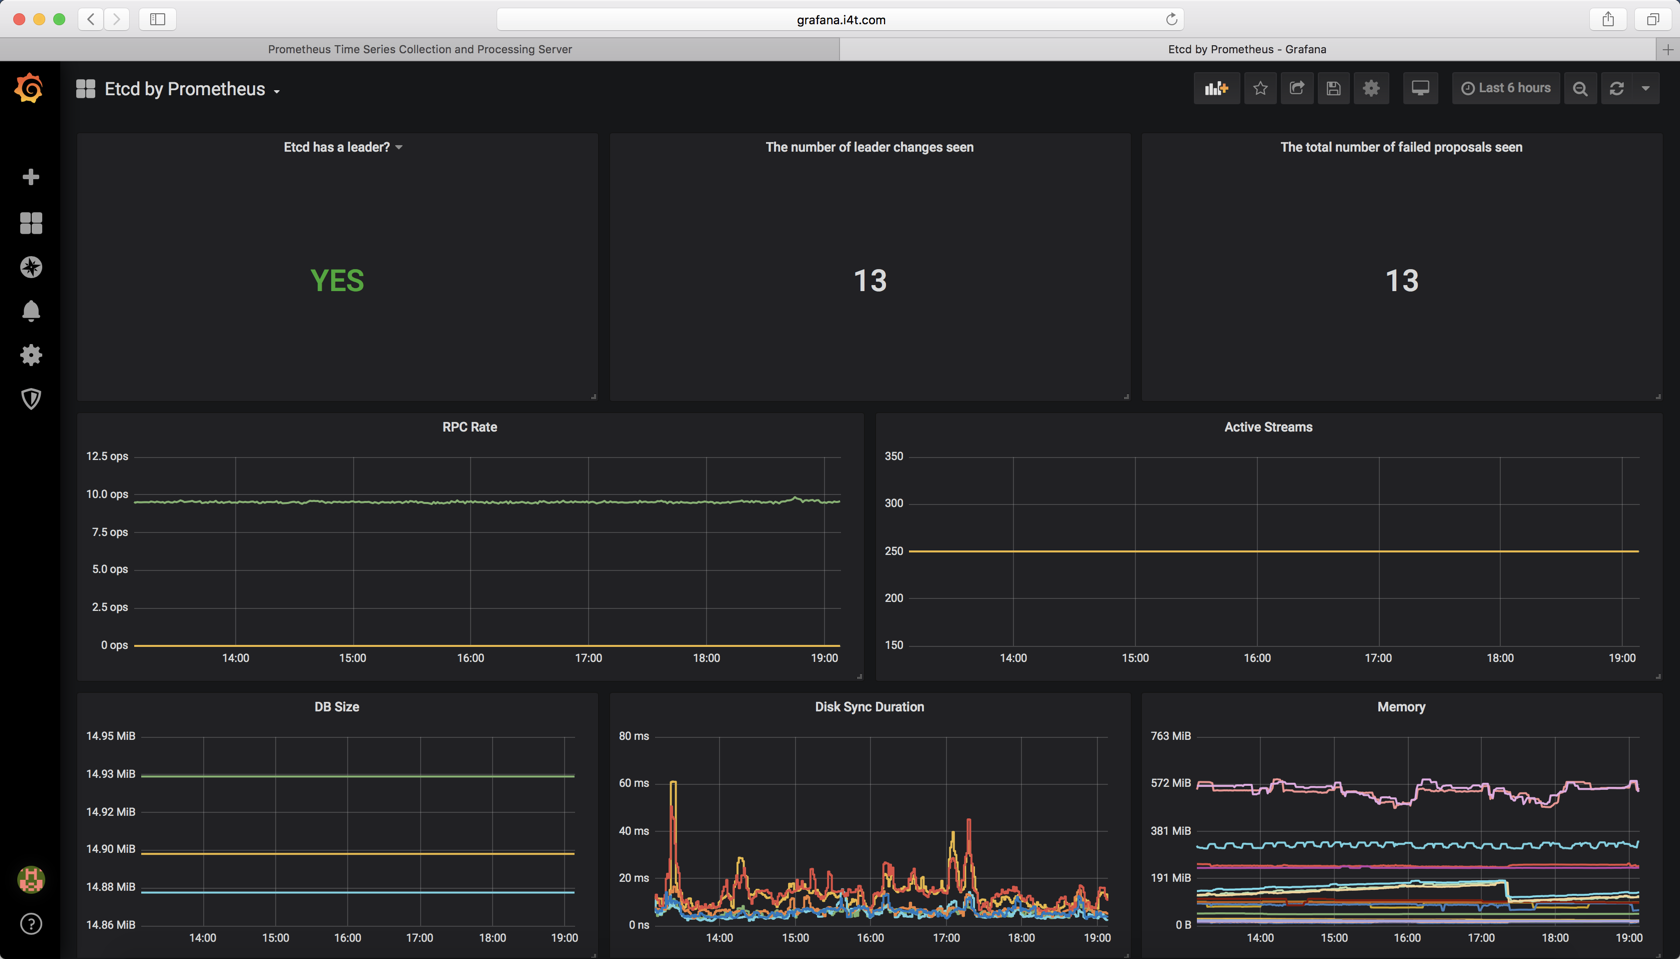 grafana.i4t.com
Prometheus Time Series Collection and Processing Server
Etcd by Prometheus - Grafana
Etcd by Prometheus
Last 6 hours
Etcd has a leader?
YES
The number of leader changes seen
13
The total number of failed proposals seen
13
RPC Rate
12.5 ops
10.0 ops
7.5 ops
5.0 ops
2.5 ops
0 ops
14:00 15:00 16:00 17:00 18:00 19:00
Active Streams
350
300
250
200
150
14:00 15:00 16:00 17:00 18:00 19:00
DB Size
14.95 MiB
14.93 MiB
14.92 MiB
14.90 MiB
14.88 MiB
14.86 MiB
14:00 15:00 16:00 17:00 18:00 19:00
Disk Sync Duration
80 ms
60 ms
40 ms
20 ms
0 ns
14:00 15:00 16:00 17:00 18:00 19:00
Memory
763 MiB
572 MiB
381 MiB
191 MiB
0 B
14:00 15:00 16:00 17:00 18:00 19:00